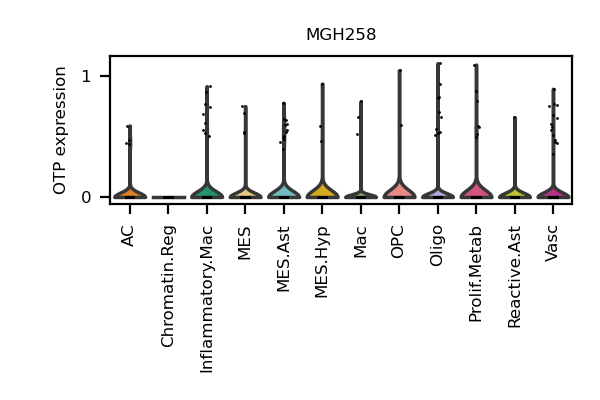 MGH258
OTP expression
1
0
AC
Chromatin.Reg
Inflammatory.Mac
MES
MES.Ast
MES.Hyp
Mac
OPC
Oligo
Prolif.Metab
Reactive.Ast
Vasc